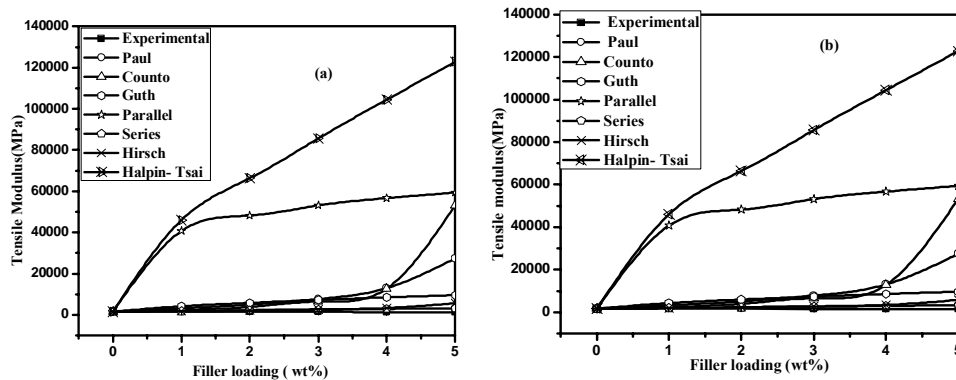 140000
120000
100000
80000
60000
40000
20000
0
Tensile Modulus(MPa)
Experimental
Paul
Counto
Guth
Parallel
Series
Hirsch
Halpin- Tsai
(a)
0 1 2 3 4 5
Filler loading ( wt%)
140000
120000
100000
80000
60000
40000
20000
0
Tensile modulus(MPa)
Experimental
Paul
Counto
Guth
Parallel
Series
Hirsch
Halpin- Tsai
(b)
0 1 2 3 4 5
Filler loading (wt%)